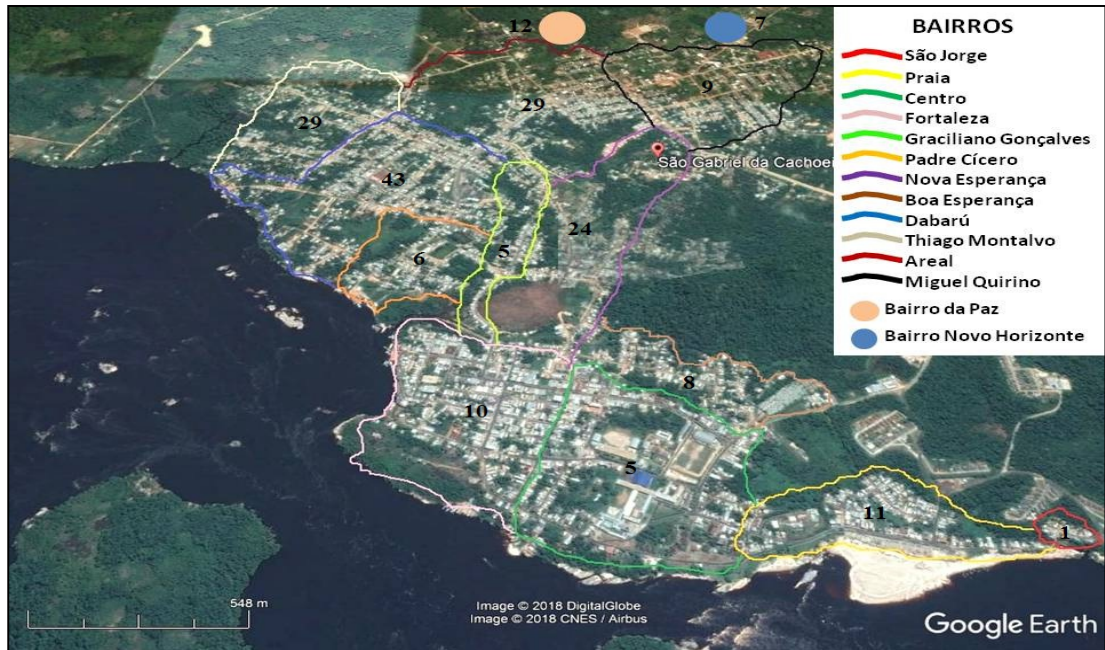 12
7
9
29
29
São Gabriel da Cachoei
43
24
5
6
8
10
5
11
1
548 m
Image © 2018 DigitalGlobe
Image © 2018 CNES / Airbus
Google Earth
BAIRROS
São Jorge
Praia
Centro
Fortaleza
Graciliano Gonçalves
Padre Cícero
Nova Esperança
Boa Esperança
Dabarú
Thiago Montalvo
Areal
Miguel Quirino
Bairro da Paz
Bairro Novo Horizonte